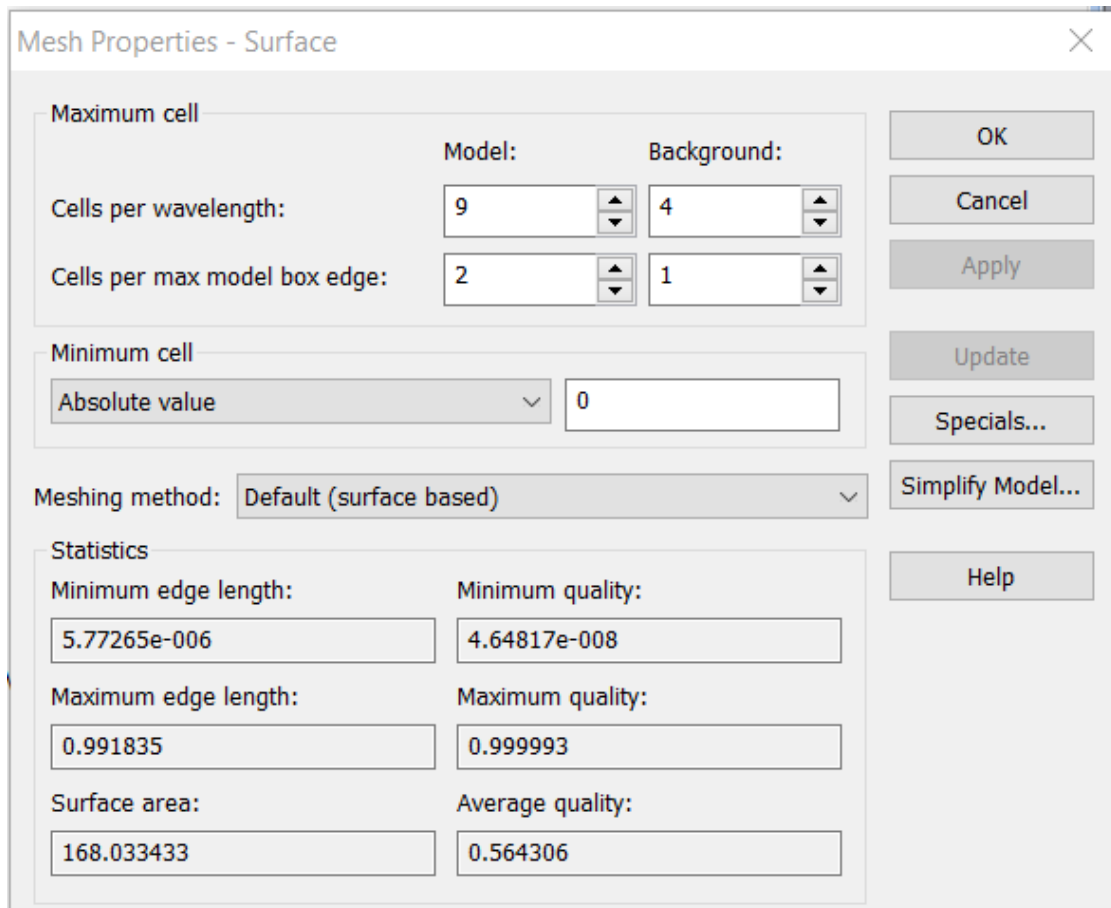 Mesh Properties - Surface
Maximum cell
Model: Background:
Cells per wavelength: 9 4
Cells per max model box edge: 2 1
Minimum cell
Absolute value 0
Meshing method: Default (surface based)
Statistics
Minimum edge length: Minimum quality:
5.77265e-006 4.64817e-008
Maximum edge length: Maximum quality:
0.991835 0.999993
Surface area: Average quality:
168.033433 0.564306
OK
Cancel
Apply
Update
Specials...
Simplify Model...
Help